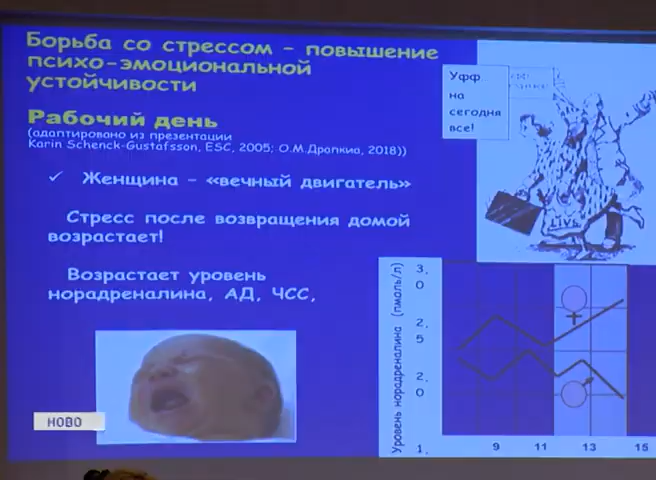 Борьба со стрессом – повышение
психо-эмоциональной
устойчивости
Рабочий день
(адаптировано из презентации
Karin Schenck-Gustafsson, ESC, 2005; О.М.Драпкиа, 2018))
✓ Женщина – «вечный двигатель»
Стресс после возвращения домой
возрастает!
Возрастает уровень
норадреналина, АД, ЧСС,
Уфф
на
сегодня
все!
Уровень норадреналина (пмоль/л)
3,
0
2,
5
2,
0
1,
9 11 13 15
НОВО